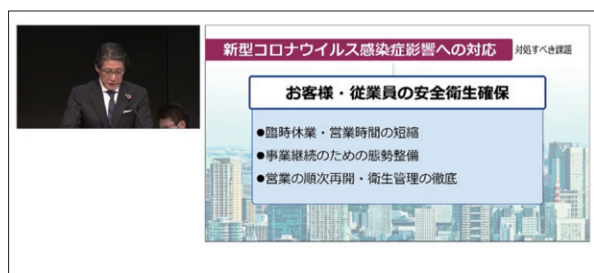 新型コロナウイルス感染症影響への対応
対処すべき課題
お客様・従業員の安全衛生確保
●臨時休業・営業時間の短縮
●事業継続のための態勢整備
●営業の順次再開・衛生管理の徹底